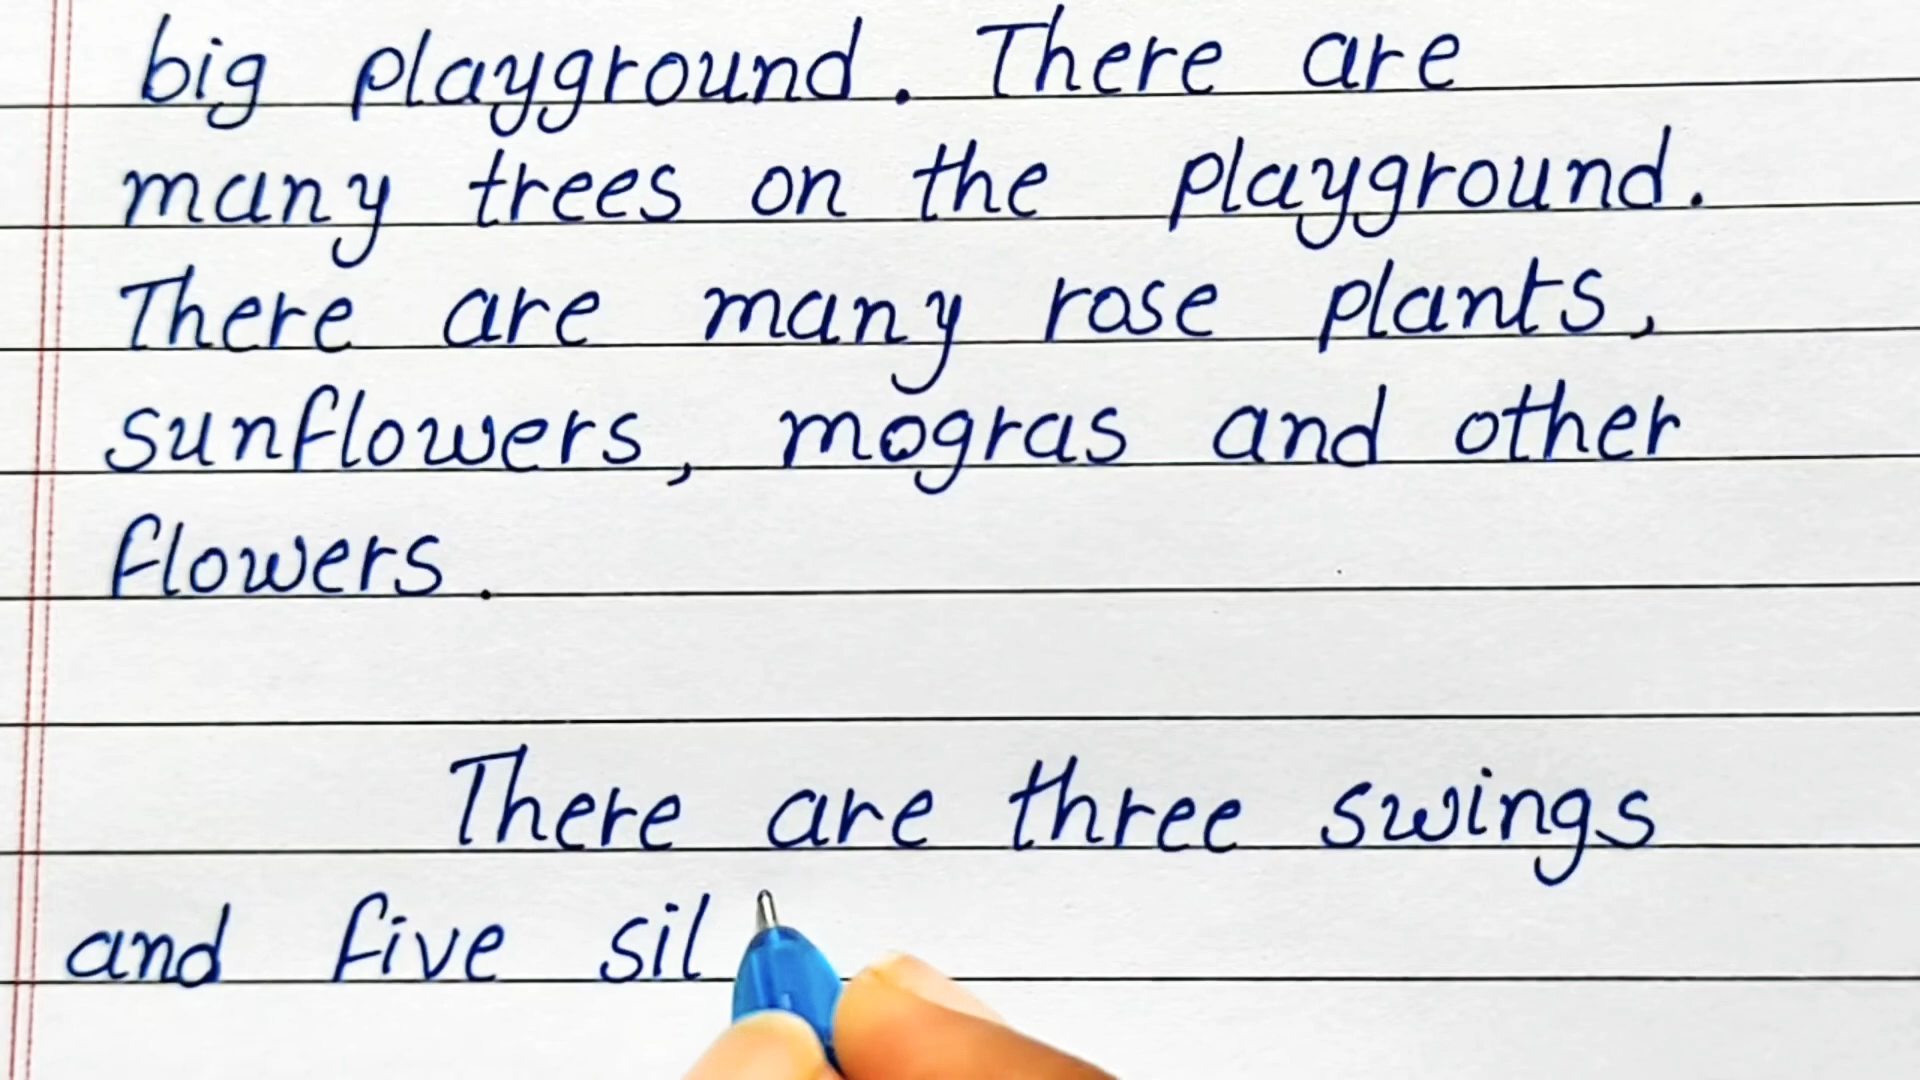 big playground. There are
many trees on the playground.
There are many rose plants,
sunflowers, mogras and other
flowers.
There are three swings
and five sil